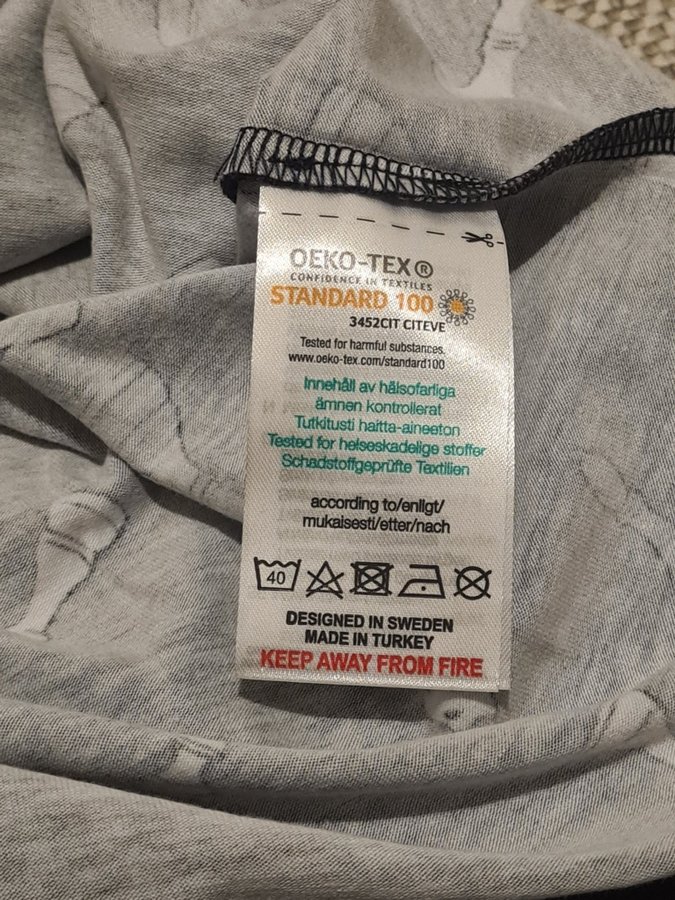 OEKO-TEX®
CONFIDENCE IN TEXTILES
STANDARD 100
3452CIT CITEVE
Tested for harmful substances.
www.oeko-tex.com/standard100
Innehåll av hälsofarliga
ämnen kontrollerat
Tutkitusti haitta-aineeton
Tested for helseskadelige stoffer
Schadstoffgeprüfte Textilien
according to/enligt/
mukaisesti/etter/nach
40
DESIGNED IN SWEDEN
MADE IN TURKEY
KEEP AWAY FROM FIRE